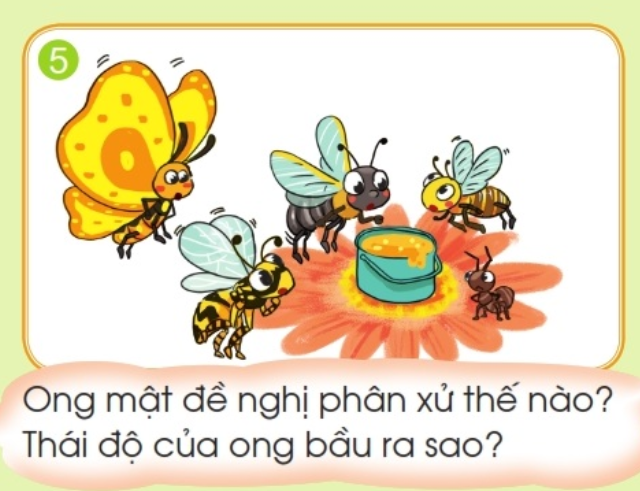 5
Ong mật đề nghị phân xử thế nào?
Thái độ của ong bầu ra sao?